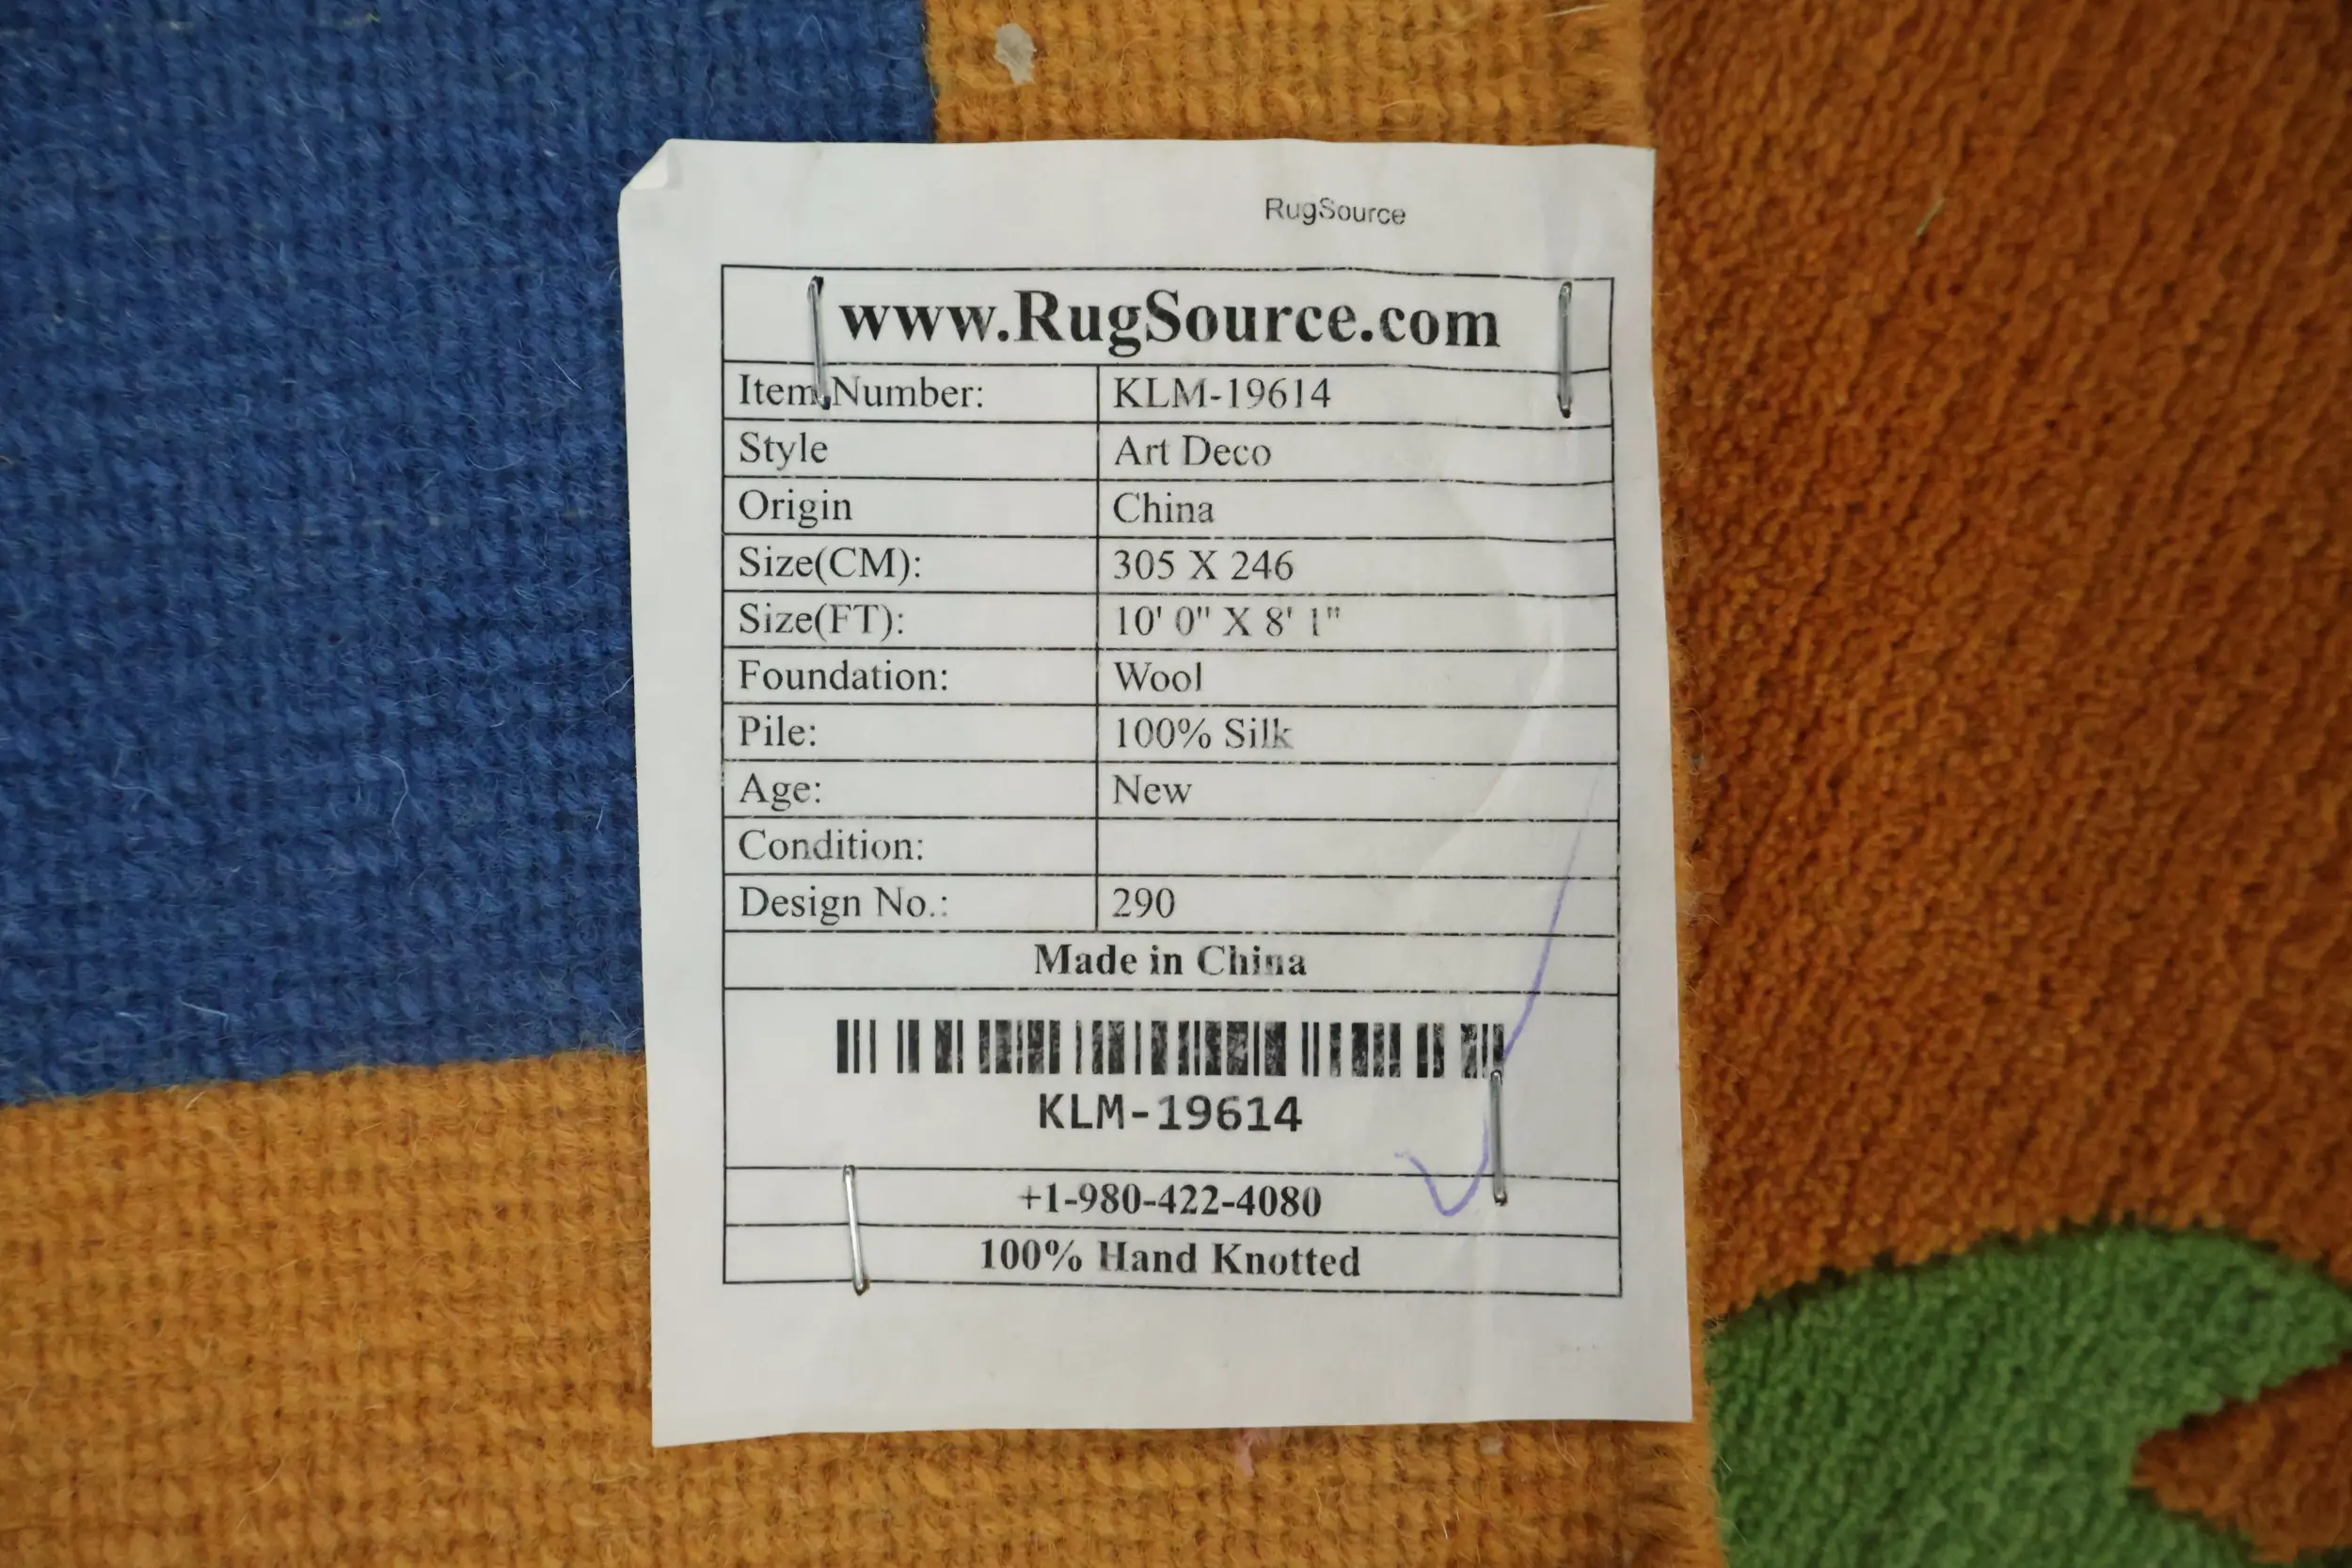 RugSource
www.RugSource.com
Item Number: KLM-19614
Style Art Deco
Origin China
Size(CM): 305 X 246
Size(FT): 10' 0" X 8' 1"
Foundation: Wool
Pile: 100% Silk
Age: New
Condition:
Design No.: 290
Made in China
KLM-19614
+1-980-422-4080
100% Hand Knotted